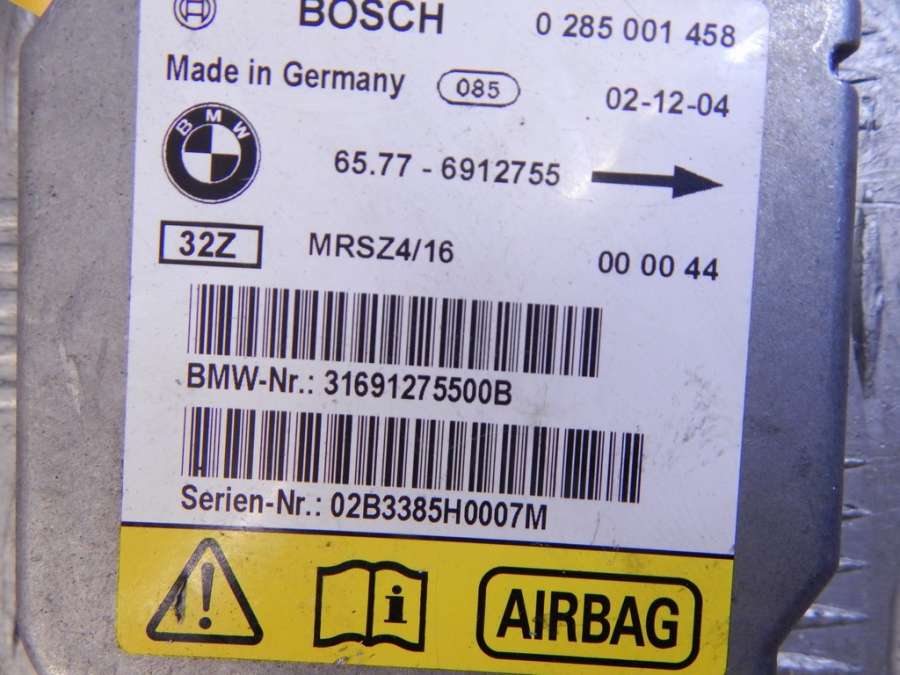 BOSCH 0 285 001 458
Made in Germany 085 02-12-04
BMW 65.77 - 6912755
32Z MRSZ4/16 00 00 44
BMW-Nr.: 31691275500B
Serien-Nr.: 02B3385H0007M
i AIRBAG